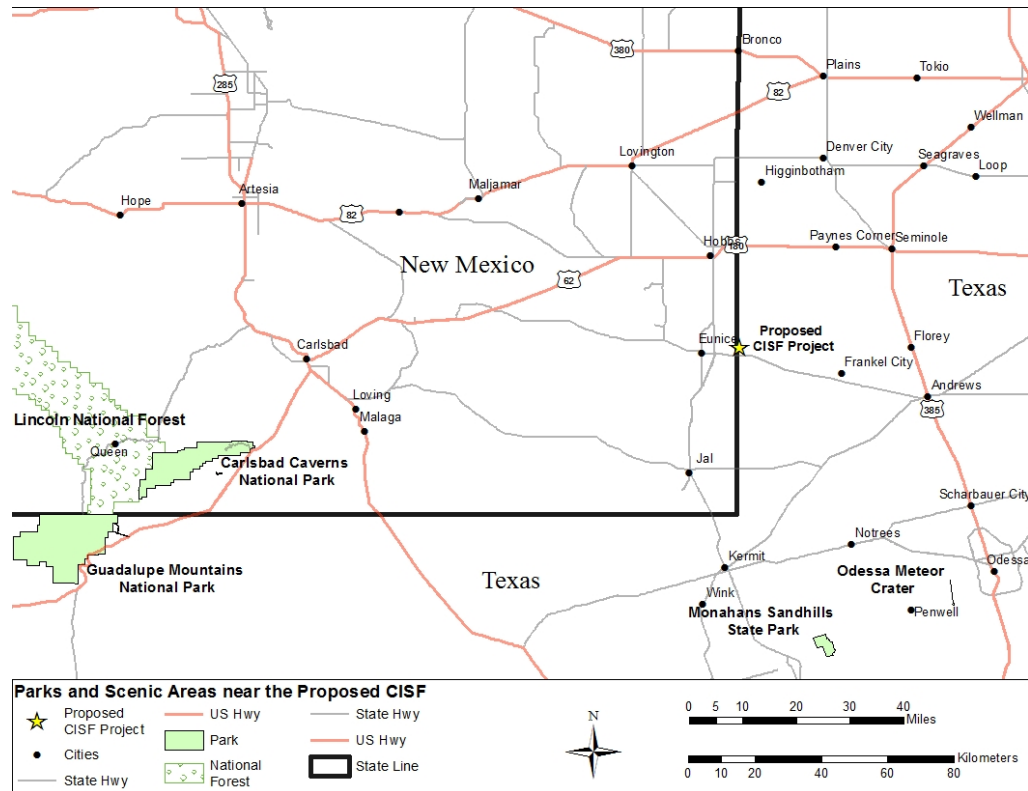 Bronco
380
Plains
Tokio
285
82
Wellman
Denver City
Lovington
Seagraves
Loop
Higginbotham
Maljamar
Artesia
Hope
82
Hobbs
180
Paynes Corner
Seminole
New Mexico
62
Texas
Proposed
CISF Project
Eunice
Florey
Carlsbad
Frankel City
Andrews
385
Loving
Malaga
Lincoln National Forest
Queen
Carlsbad Caverns
National Park
Jal
Scharbauer City
Notrees
Kermit
Guadalupe Mountains
National Park
Texas
Odessa Meteor
Crater
Odessa
Wink
Monahans Sandhills
State Park
Penwell
Parks and Scenic Areas near the Proposed CISF
Proposed
CISF Project
Cities
State Hwy
US Hwy
Park
National
Forest
State Hwy
US Hwy
State Line
N
0 5 10 20 30 40
Miles
Kilometers
0 10 20 40 60 80